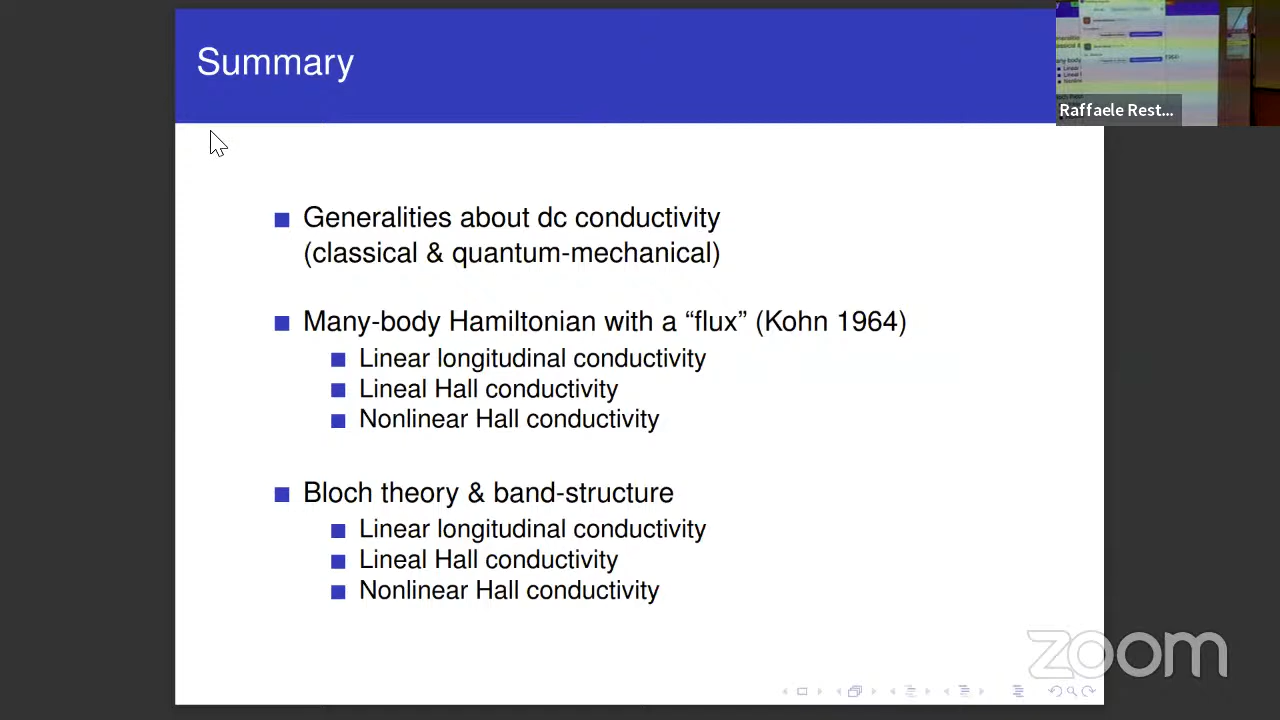 Summary
Raffaele Rest...
Generalities about dc conductivity
(classical & quantum-mechanical)
Many-body Hamiltonian with a “flux” (Kohn 1964)
Linear longitudinal conductivity
Lineal Hall conductivity
Nonlinear Hall conductivity
Bloch theory & band-structure
Linear longitudinal conductivity
Lineal Hall conductivity
Nonlinear Hall conductivity
zoom